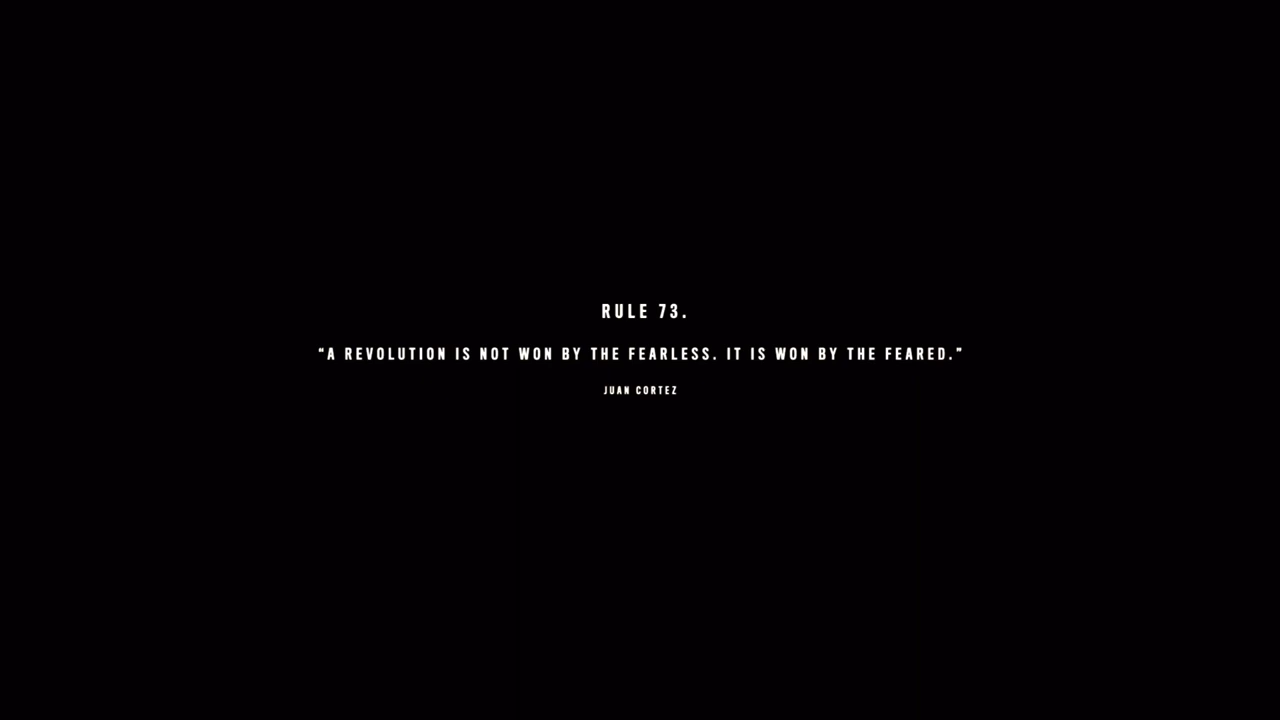 RULE 73.
“A REVOLUTION IS NOT WON BY THE FEARLESS. IT IS WON BY THE FEARED.”
JUAN CORTEZ